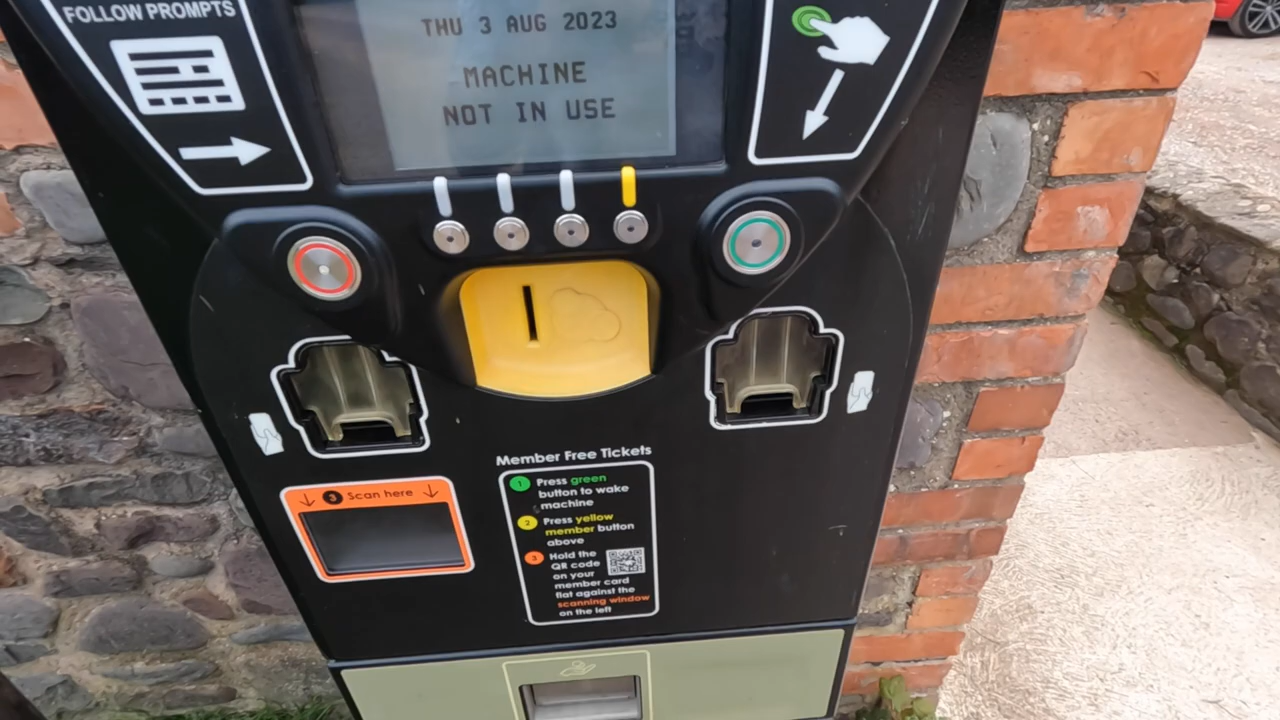 FOLLOW PROMPTS
THU 3 AUG 2023
MACHINE
NOT IN USE
3 Scan here
Member Free Tickets
1 Press green
button to wake
machine
2 Press yellow
member button
above
3 Hold the
QR code
on your
member card
flat against the
scanning window
on the left